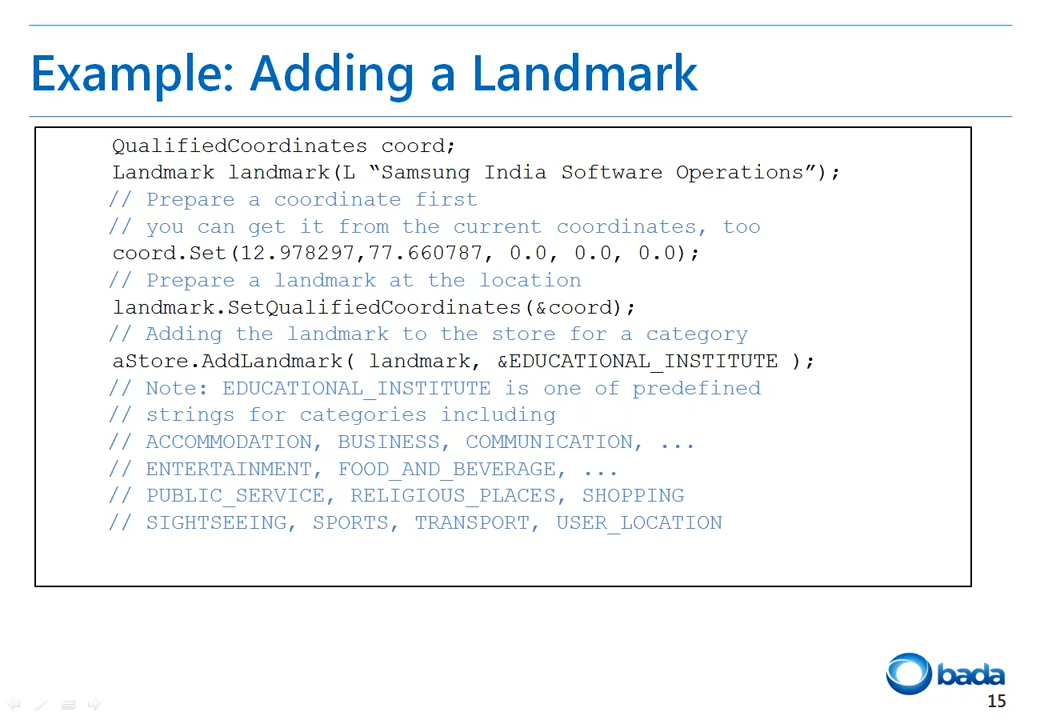 Example: Adding a Landmark
QualifiedCoordinates coord;
Landmark landmark(L “Samsung India Software Operations”);
// Prepare a coordinate first
// you can get it from the current coordinates, too
coord.Set(12.978297,77.660787, 0.0, 0.0, 0.0);
// Prepare a landmark at the location
landmark.SetQualifiedCoordinates(&coord);
// Adding the landmark to the store for a category
aStore.AddLandmark( landmark, &EDUCATIONAL_INSTITUTE );
// Note: EDUCATIONAL_INSTITUTE is one of predefined
// strings for categories including
// ACCOMMODATION, BUSINESS, COMMUNICATION, ...
// ENTERTAINMENT, FOOD_AND_BEVERAGE, ...
// PUBLIC_SERVICE, RELIGIOUS_PLACES, SHOPPING
// SIGHTSEEING, SPORTS, TRANSPORT, USER_LOCATION
bada
15